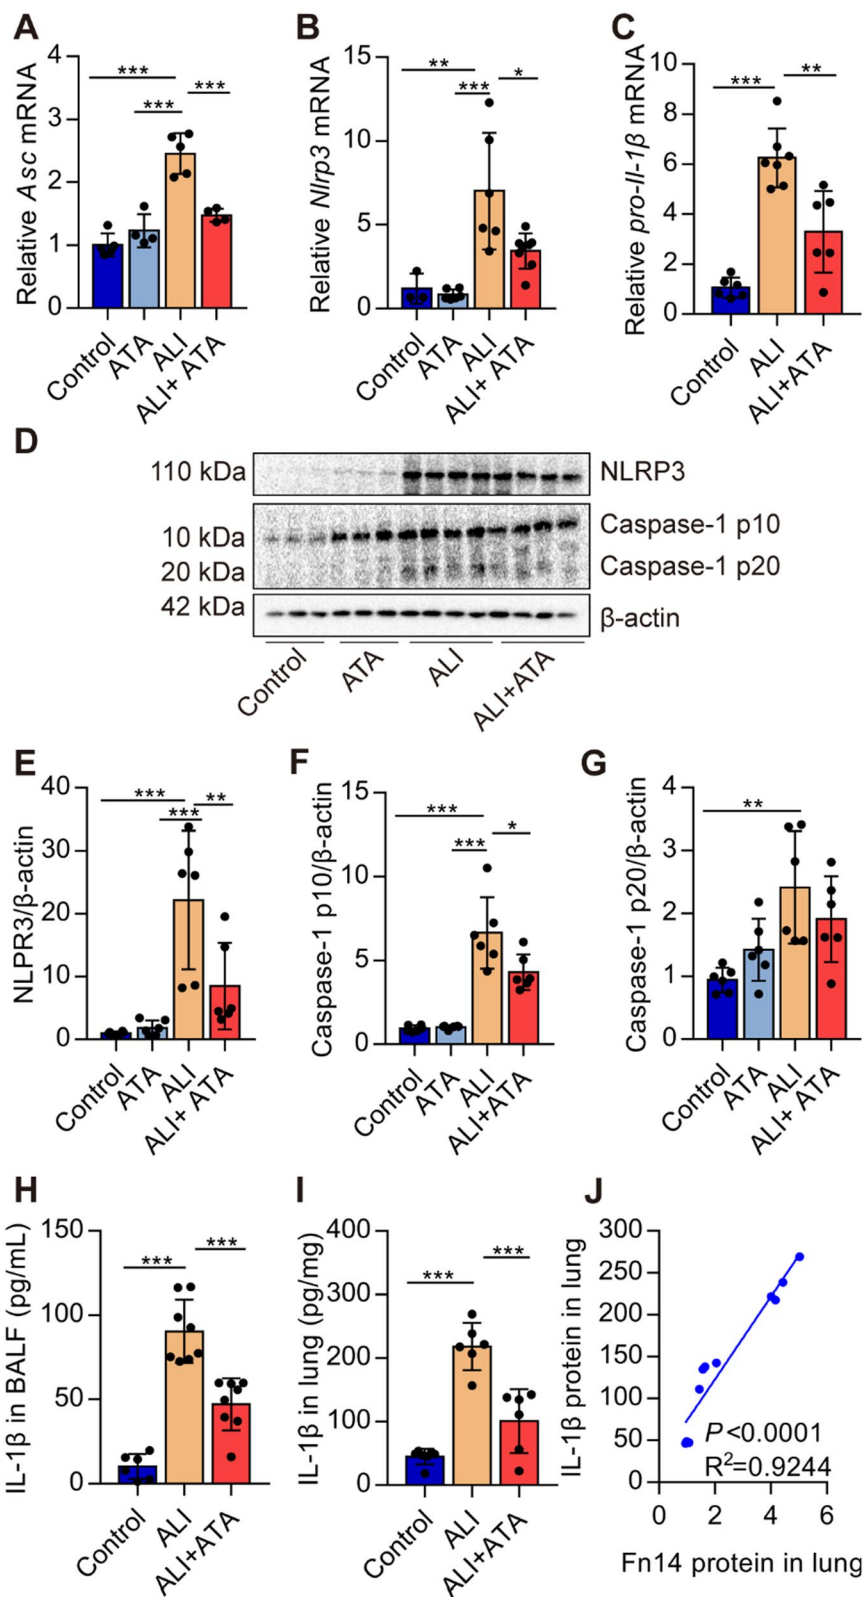 A
Relative Asc mRNA
4
3
2
1
0
***
***
***
Control
ATA
ALI
ALI+ ATA
B
Relative Nlrp3 mRNA
15
10
5
0
**
***
*
Control
ATA
ALI
ALI+ ATA
C
Relative pro-Il-1β mRNA
10
8
6
4
2
0
***
**
Control
ALI
ALI+ATA
D
110 kDa
NLRP3
10 kDa
Caspase-1 p10
20 kDa
Caspase-1 p20
42 kDa
β-actin
Control
ATA
ALI
ALI+ATA
E
NLPR3/β-actin
40
30
20
10
0
***
***
**
Control
ATA
ALI
ALI+ ATA
F
Caspase-1 p10/β-actin
15
10
5
0
***
***
*
Control
ATA
ALI
ALI+ATA
G
Caspase-1 p20/β-actin
4
3
2
1
0
**
Control
ATA
ALI
ALI+ ATA
H
IL-1β in BALF (pg/mL)
150
100
50
0
***
***
Control
ALI
ALI+ATA
I
IL-1β in lung (pg/mg)
400
300
200
100
0
***
***
Control
ALI
ALI+ATA
J
IL-1β protein in lung
300
250
200
150
100
50
0
P<0.0001
R²=0.9244
0 2 4 6
Fn14 protein in lung